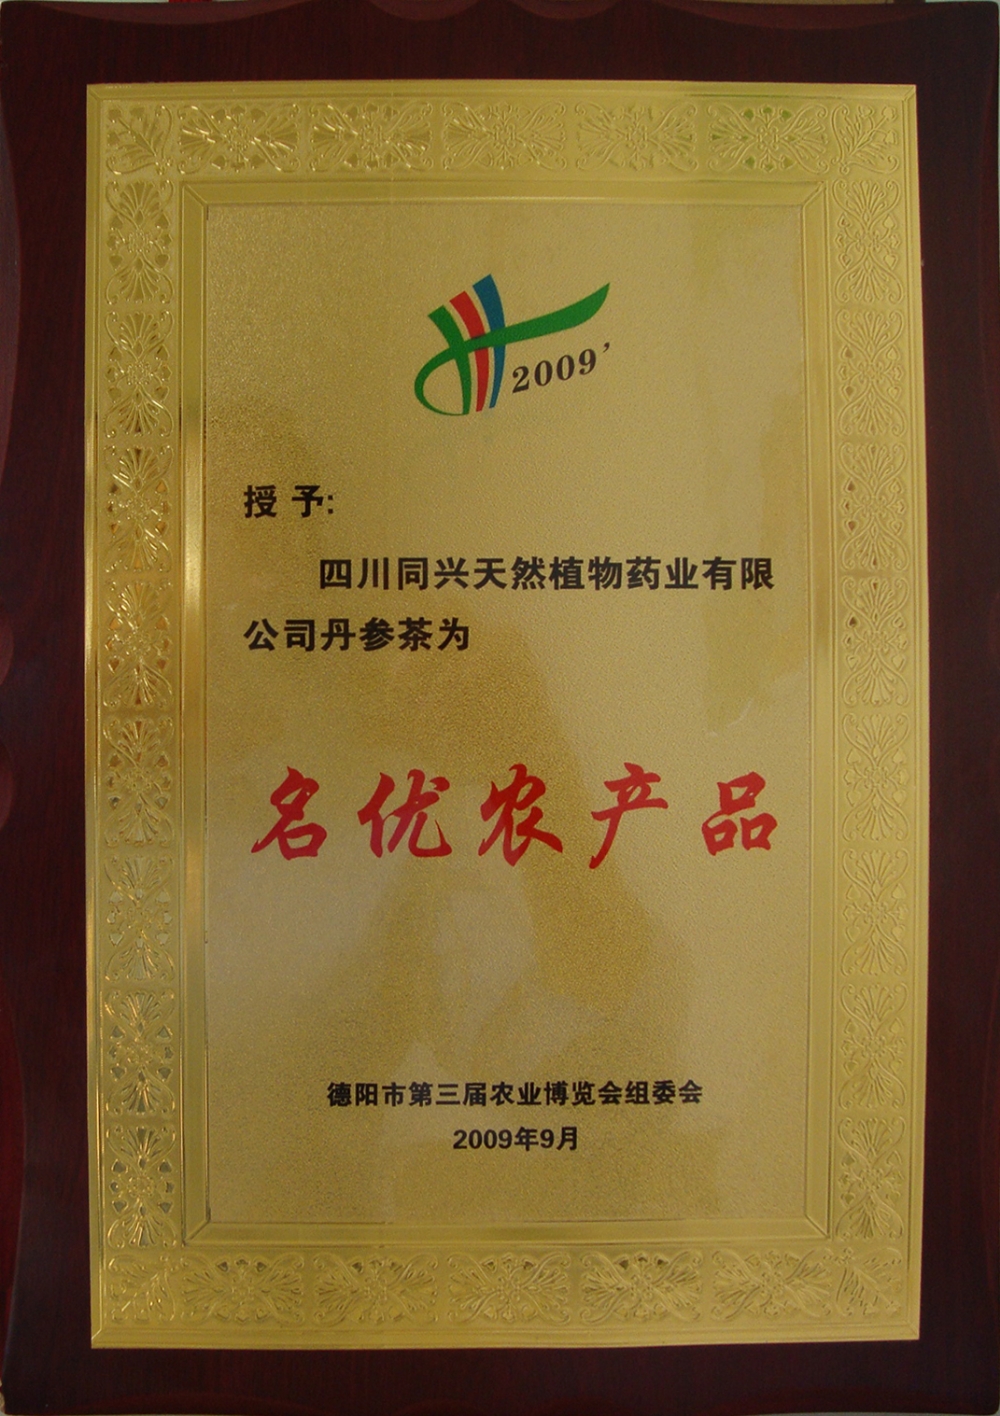 2009’
授 予:
四川同兴天然植物药业有限
公司丹参茶为
名优农产品
德阳市第三届农业博览会组委会
2009年9月